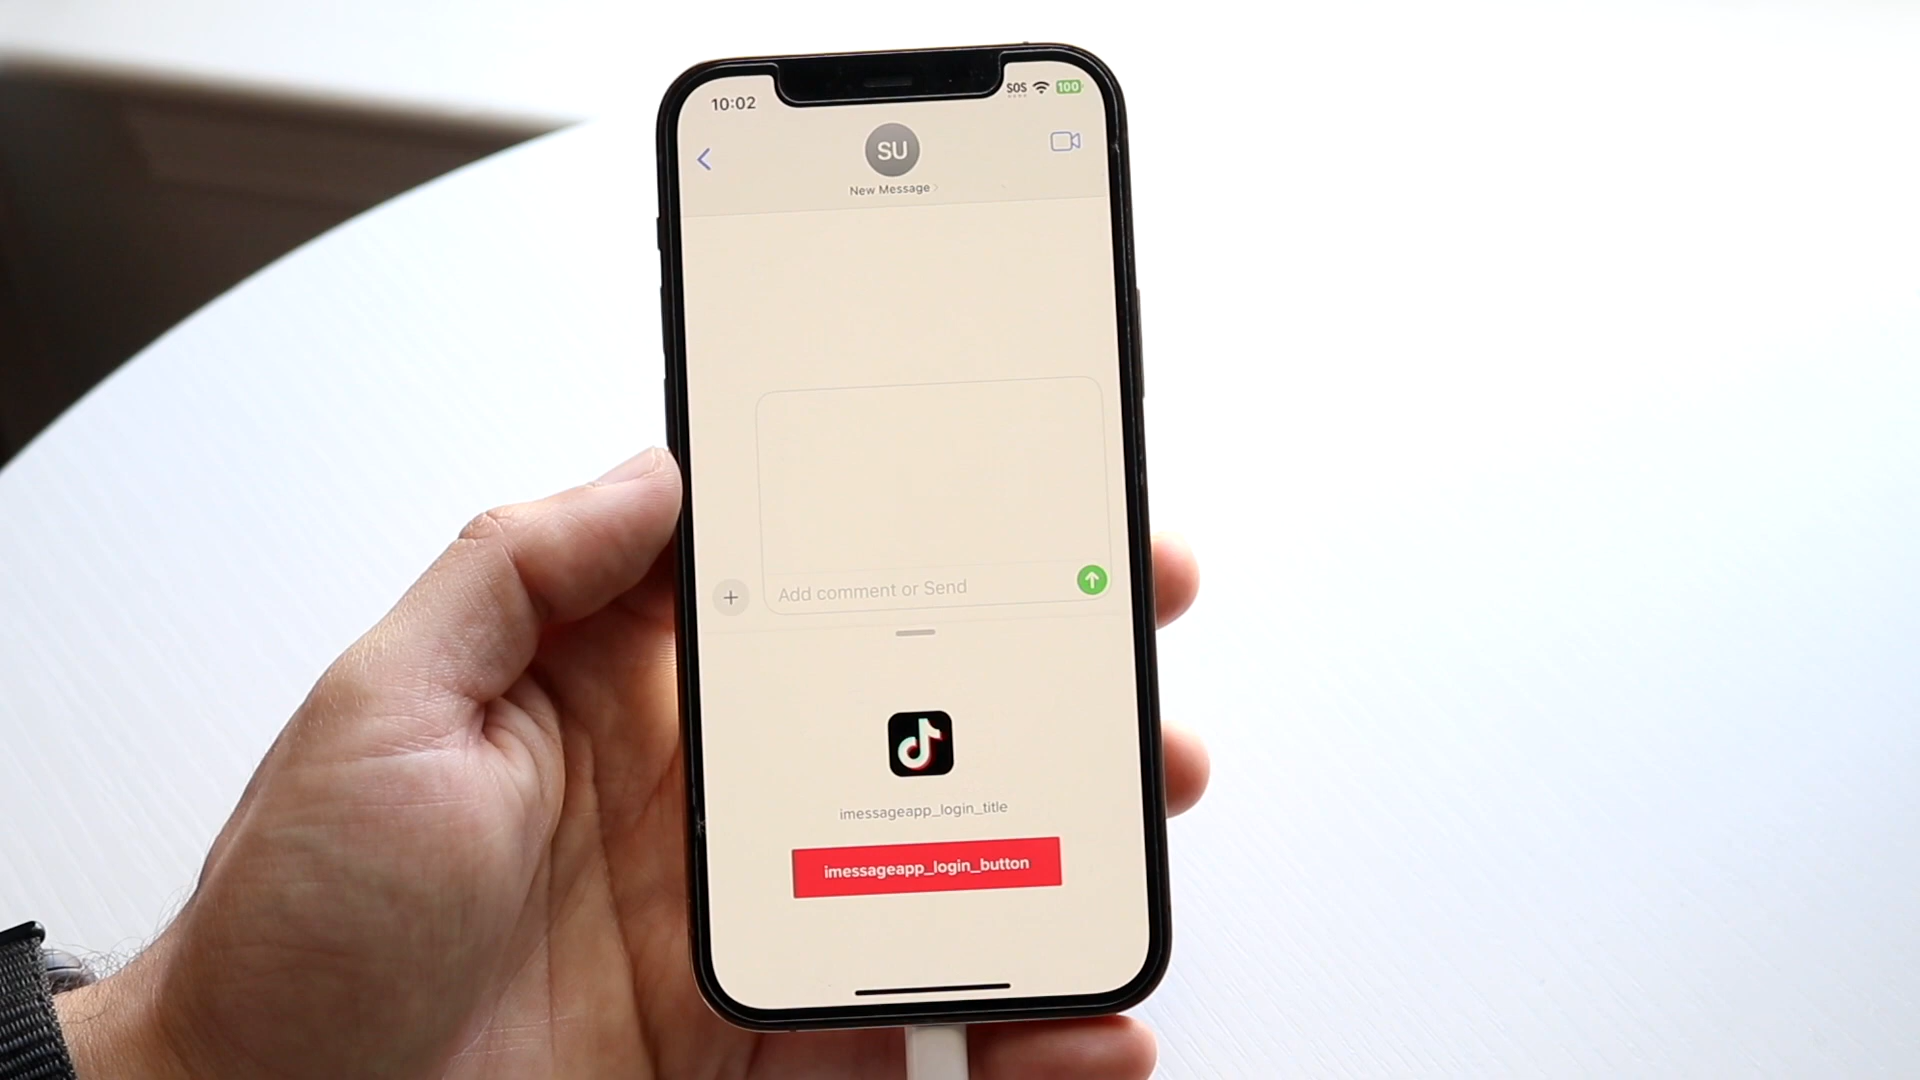 10:02
SOS
100
SU
New Message
Add comment or Send
imessageapp_login_title
imessageapp_login_button